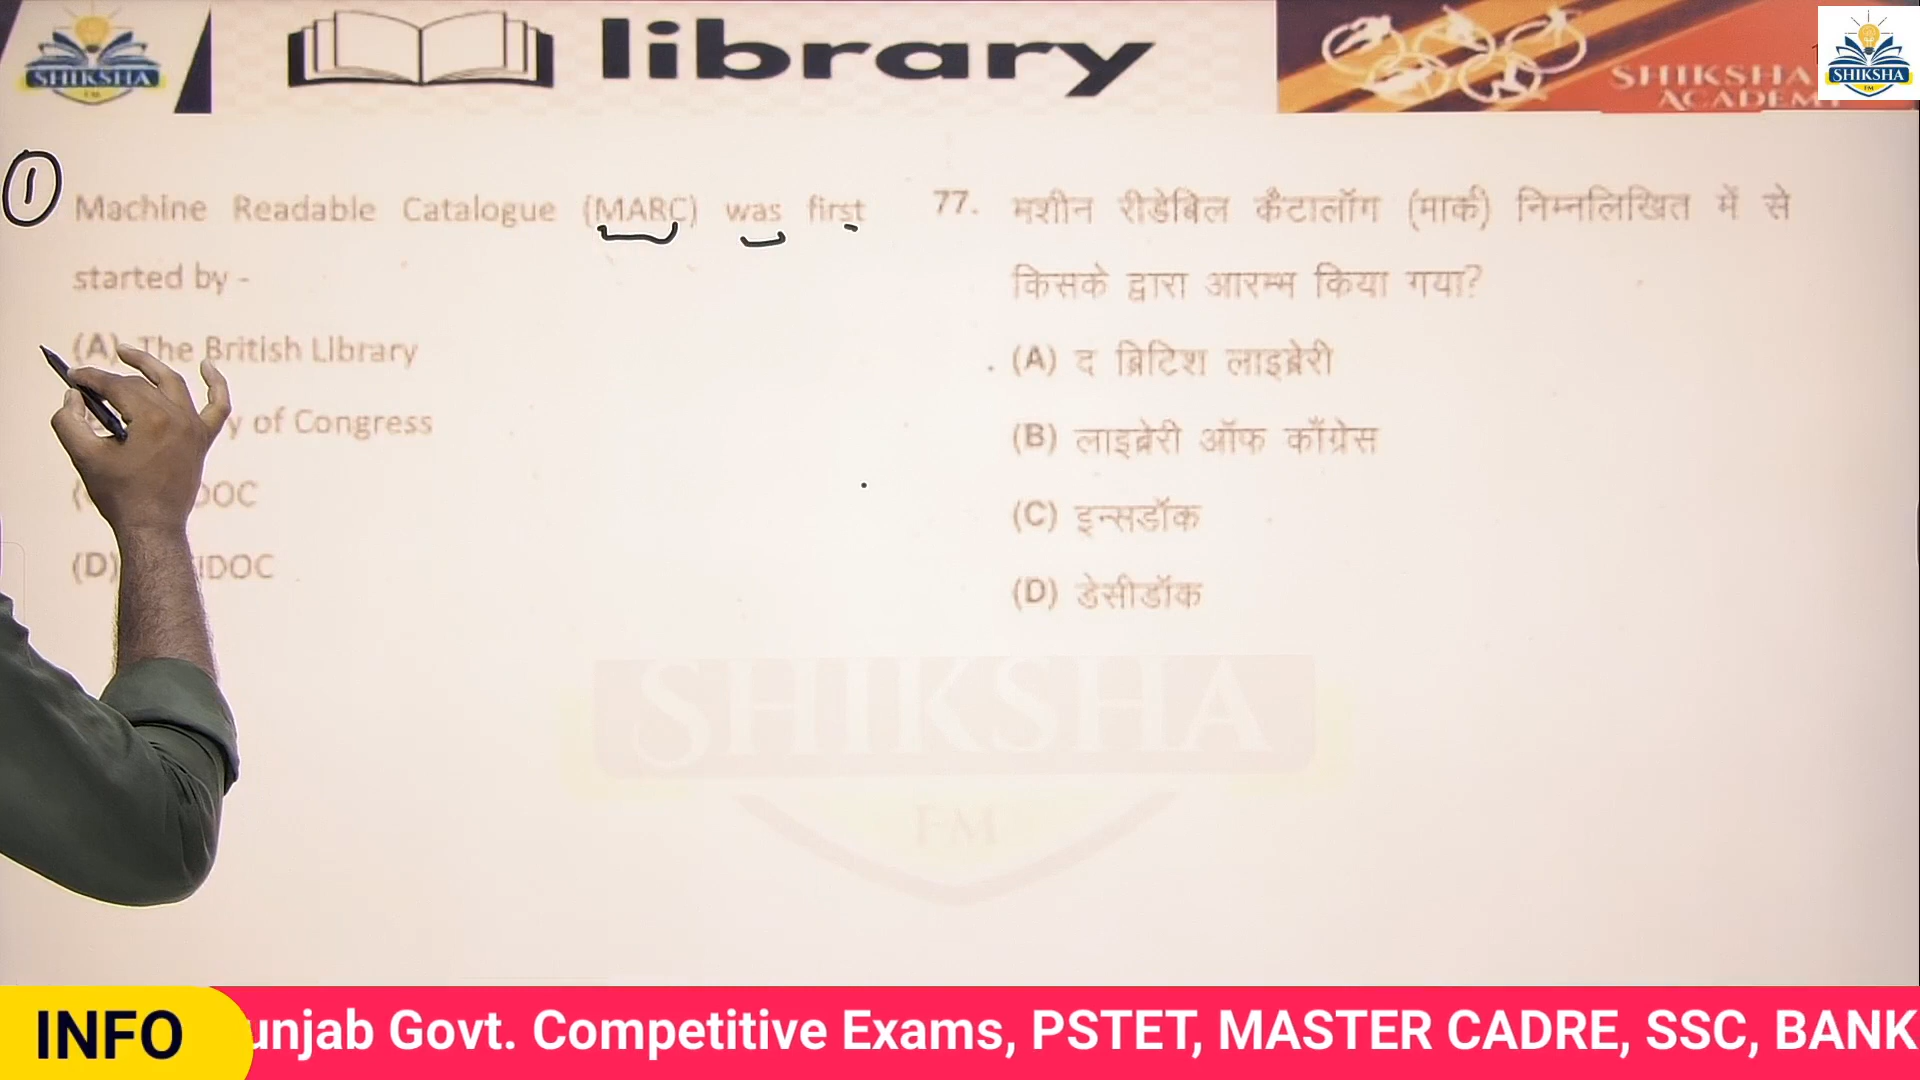 SHIKSHA
library
SHIKSHA
ACADEMY
SHIKSHA
FM
1
Machine Readable Catalogue (MARC) was first
started by -
(A) The British Library
y of Congress
DOC
(D) IDOC
77. मशीन रीडेबिल कैटालॉग (मार्क) निम्नलिखित में से
किसके द्वारा आरम्भ किया गया?
(A) द ब्रिटिश लाइब्रेरी
(B) लाइब्रेरी ऑफ काँग्रेस
(C) इन्सडॉक
(D) डेसीडॉक
SHIKSHA
FM
INFO
unjab Govt. Competitive Exams, PSTET, MASTER CADRE, SSC, BANK